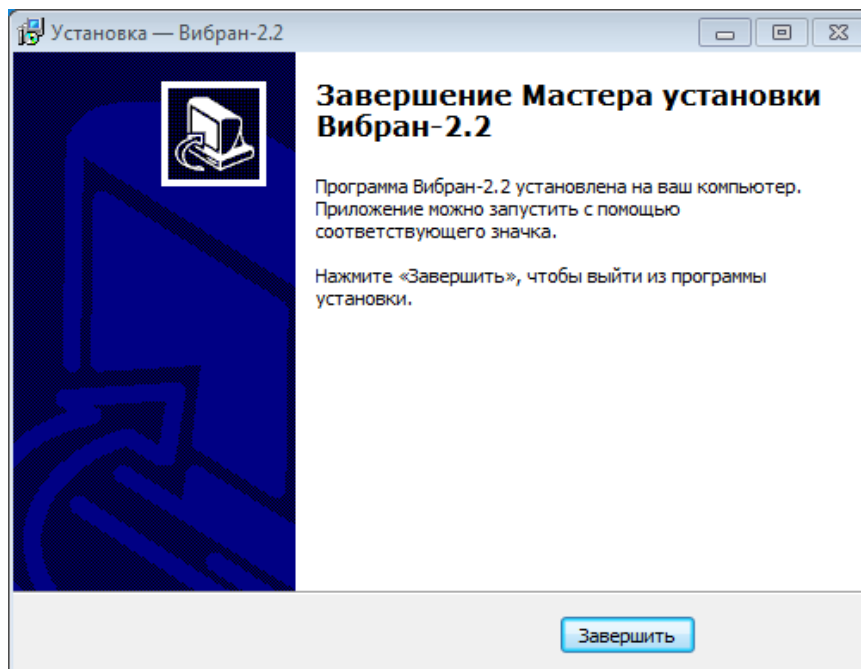 Установка — Вибран-2.2
Завершение Мастера установки
Вибран-2.2
Программа Вибран-2.2 установлена на ваш компьютер.
Приложение можно запустить с помощью
соответствующего значка.
Нажмите «Завершить», чтобы выйти из программы
установки.
Завершить